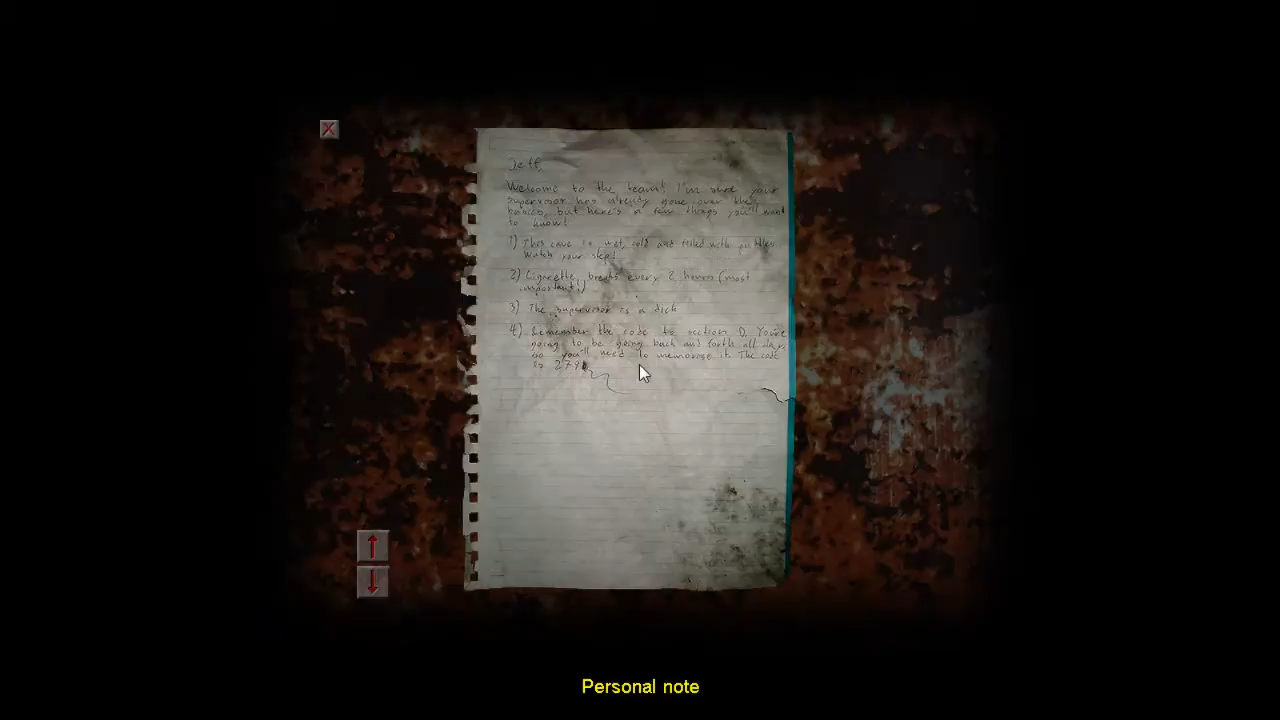 Jeff,
Welcome to the team! I'm sure your
supervisor has already gone over the
basics, but here's a few things you'll want
to know!
1) This cave is wet, cold and filled with puddles
Watch your step!
2) Cigarette breaks every 2 hours (most
important!)
3) The supervisor is a dick
4) Remember the code to section D. You're
going to be going back and forth all day,
so you'll need to memorize it. The code
is 279
Personal note